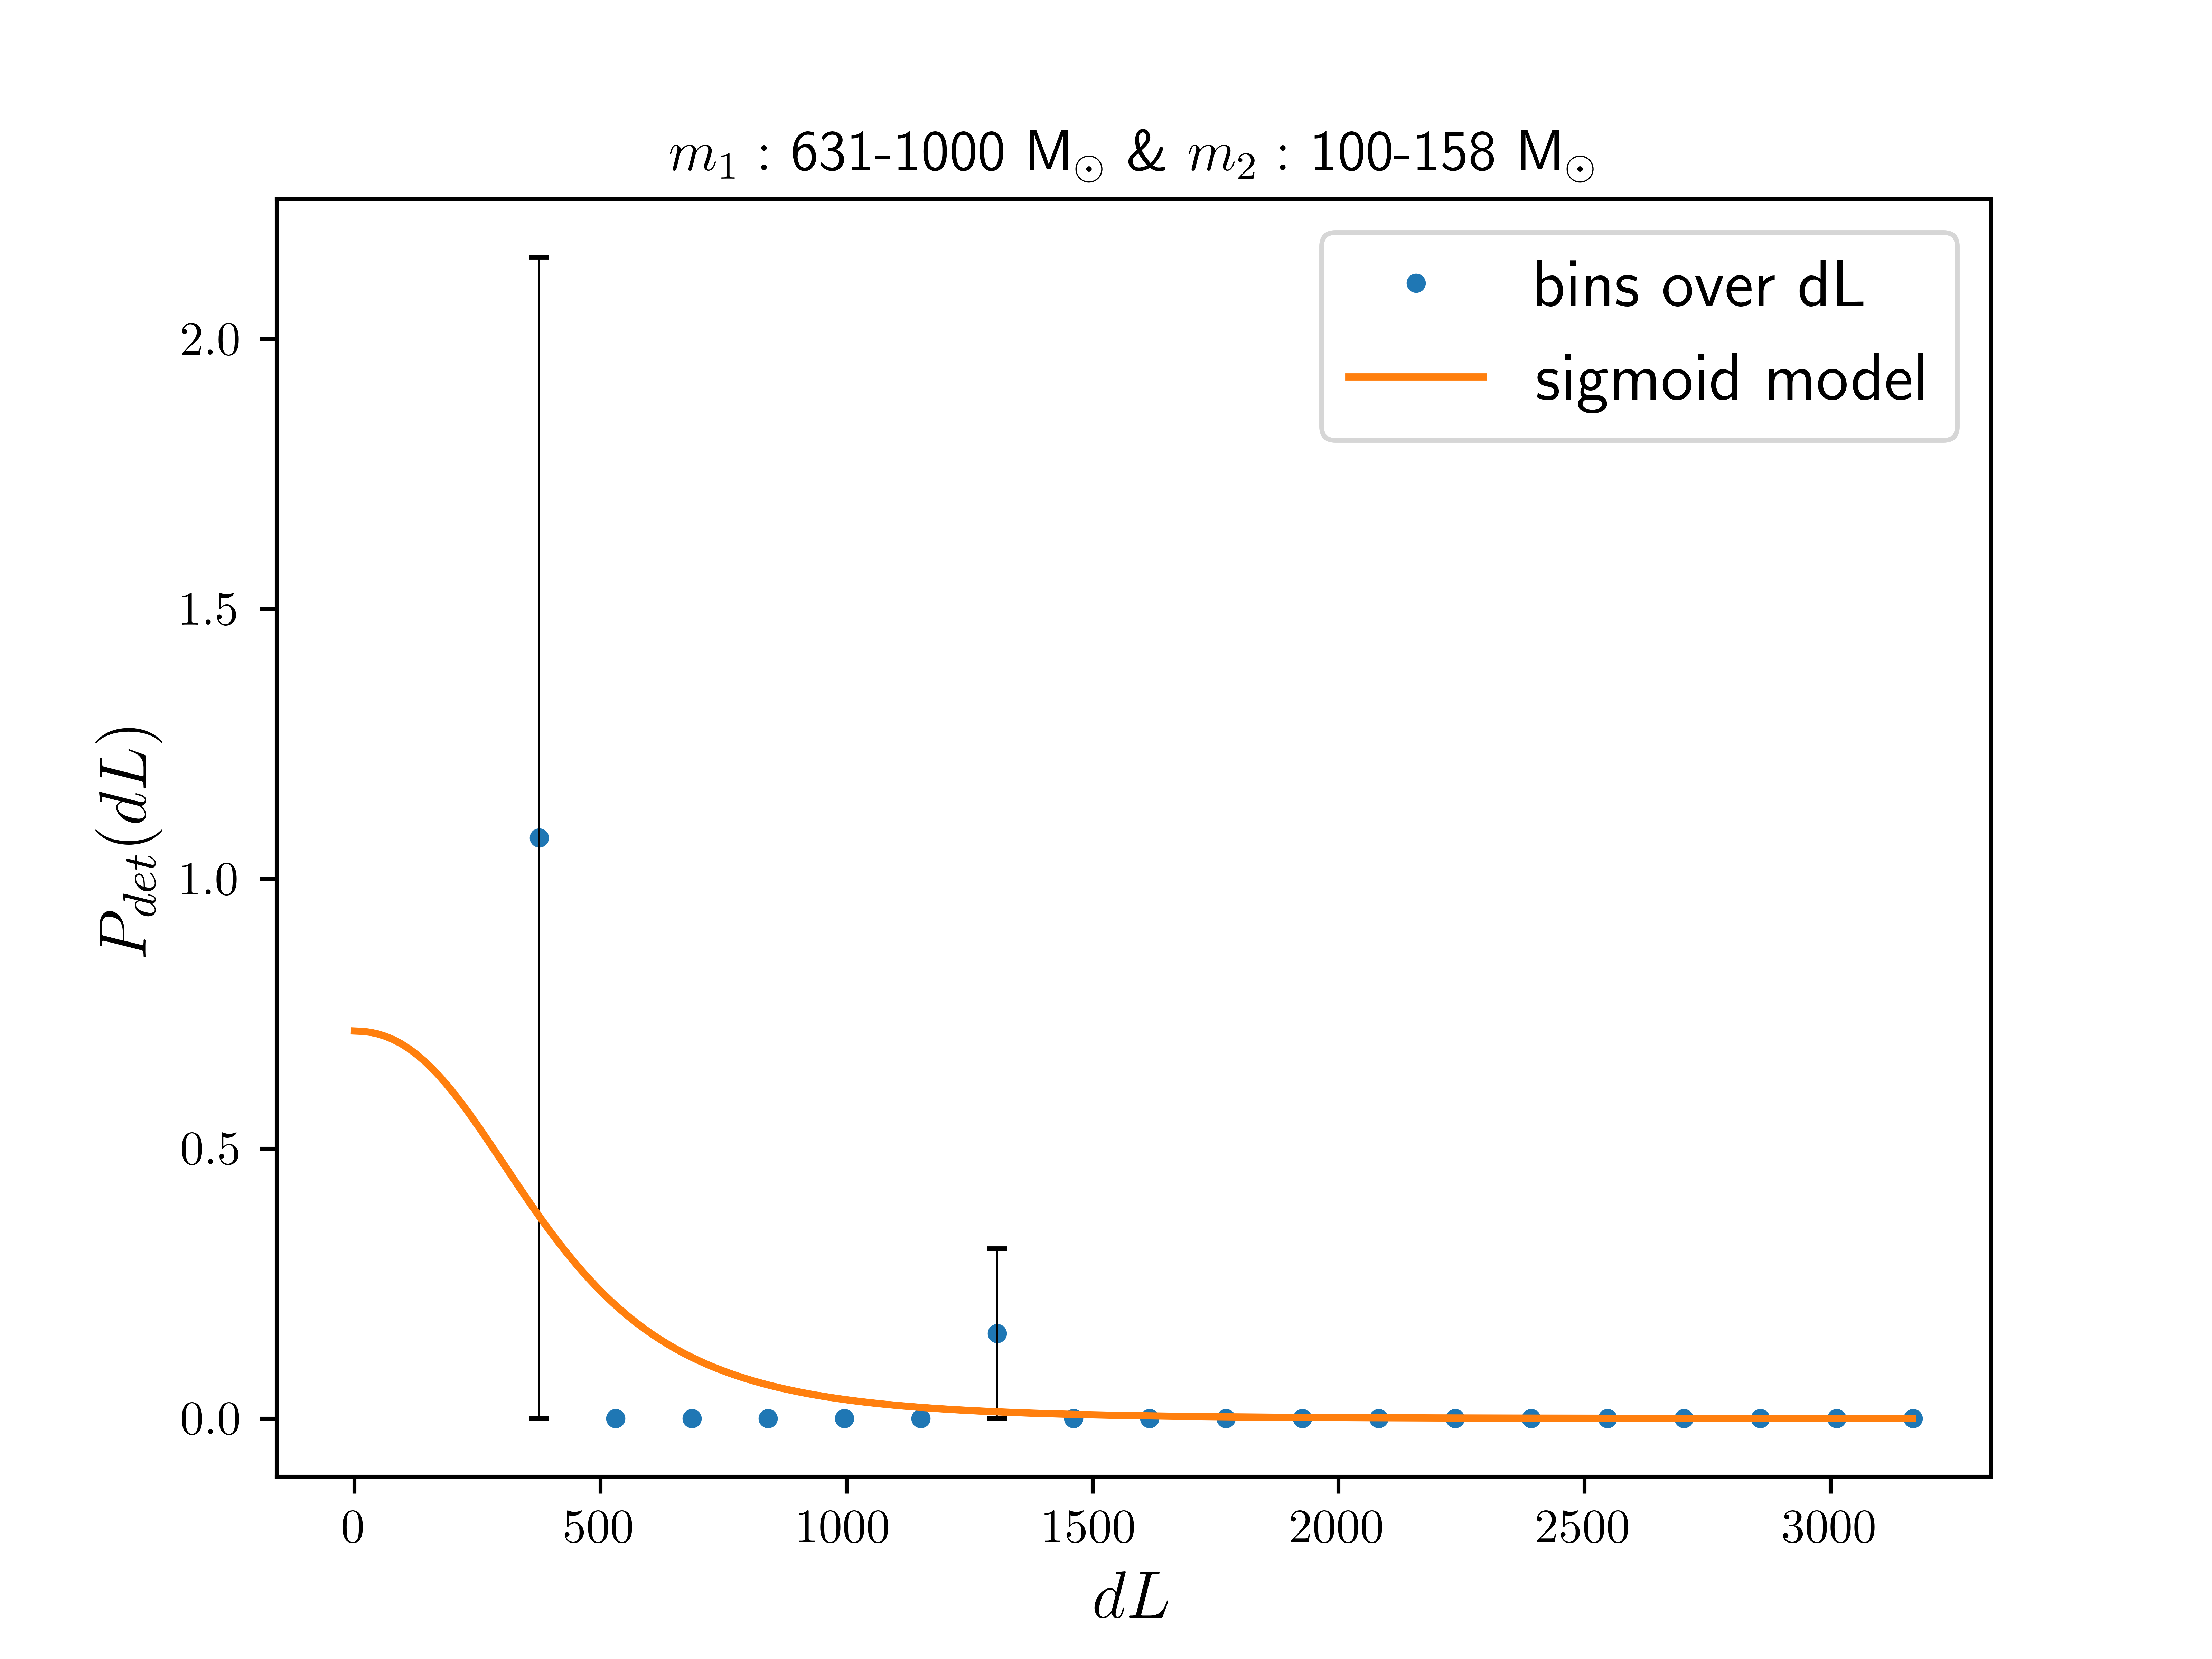 m₁ : 631-1000 M⊙ & m₂ : 100-158 M⊙
bins over dL
sigmoid model
2.0
1.5
1.0
0.5
0.0
P_det(dL)
0 500 1000 1500 2000 2500 3000
dL